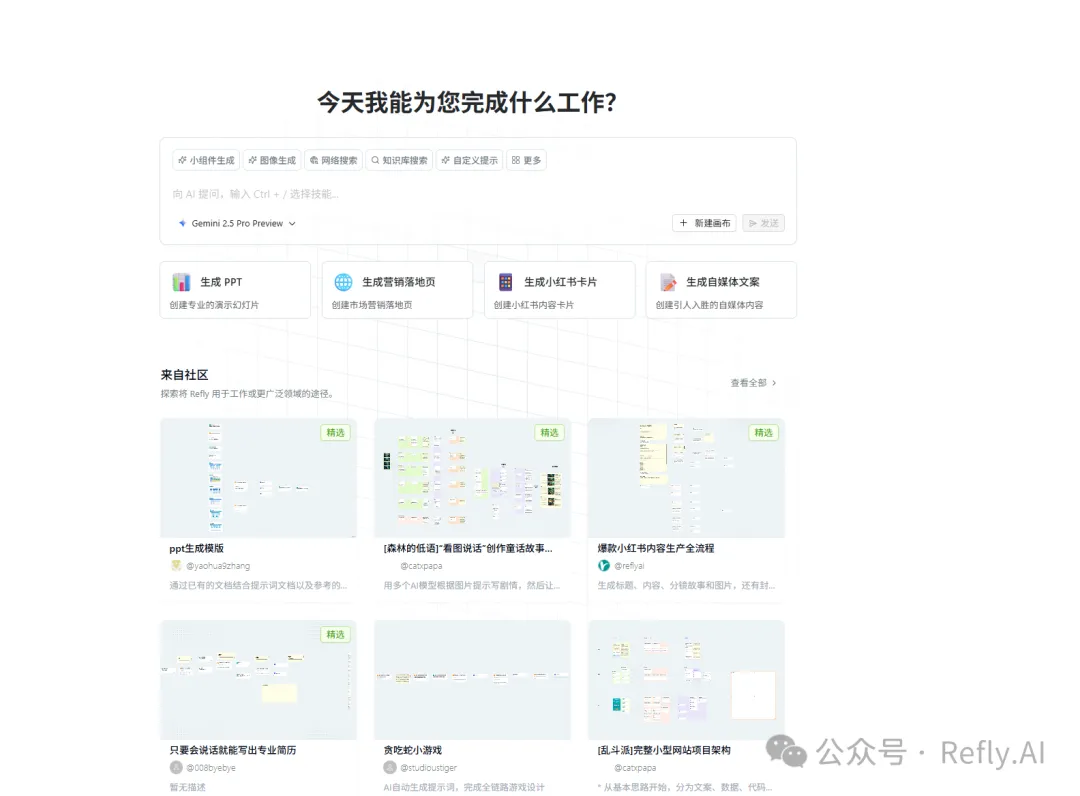 今天我能为您完成什么工作？
小组件生成 图像生成 网络搜索 知识库搜索 自定义提示 更多
向 AI 提问，输入 Ctrl + / 选择技能...
Gemini 2.5 Pro Preview 新建画布 发送
生成 PPT 生成营销落地页 生成小红书卡片 生成自媒体文案
创建专业的演示幻灯片 创建市场营销落地页 创建小红书内容卡片 创建引人入胜的自媒体内容
来自社区
查看全部
探索将 Refly 用于工作或更广泛领域的途径。
精选 精选 精选
ppt生成模版 [森林的低语]“看图说话”创作童话故事... 爆款小红书内容生产全流程
@yaohua9zhang @catxpapa @reflyai
通过已有的文档结合提示词文档以及参考的... 用多个AI模型根据图片提示写剧情，然后让... 生成标题、内容、分镜故事和图片，还有封...
精选
只要会说话就能写出专业简历 贪吃蛇小游戏 [乱斗派]完整小型网站项目架构
@008byebye @studioustiger @catxpapa
暂无描述 AI自动生成提示词，完成全链路游戏设计 * 从基本思路开始，分为文案、数据、代码...
公众号 · Refly.AI